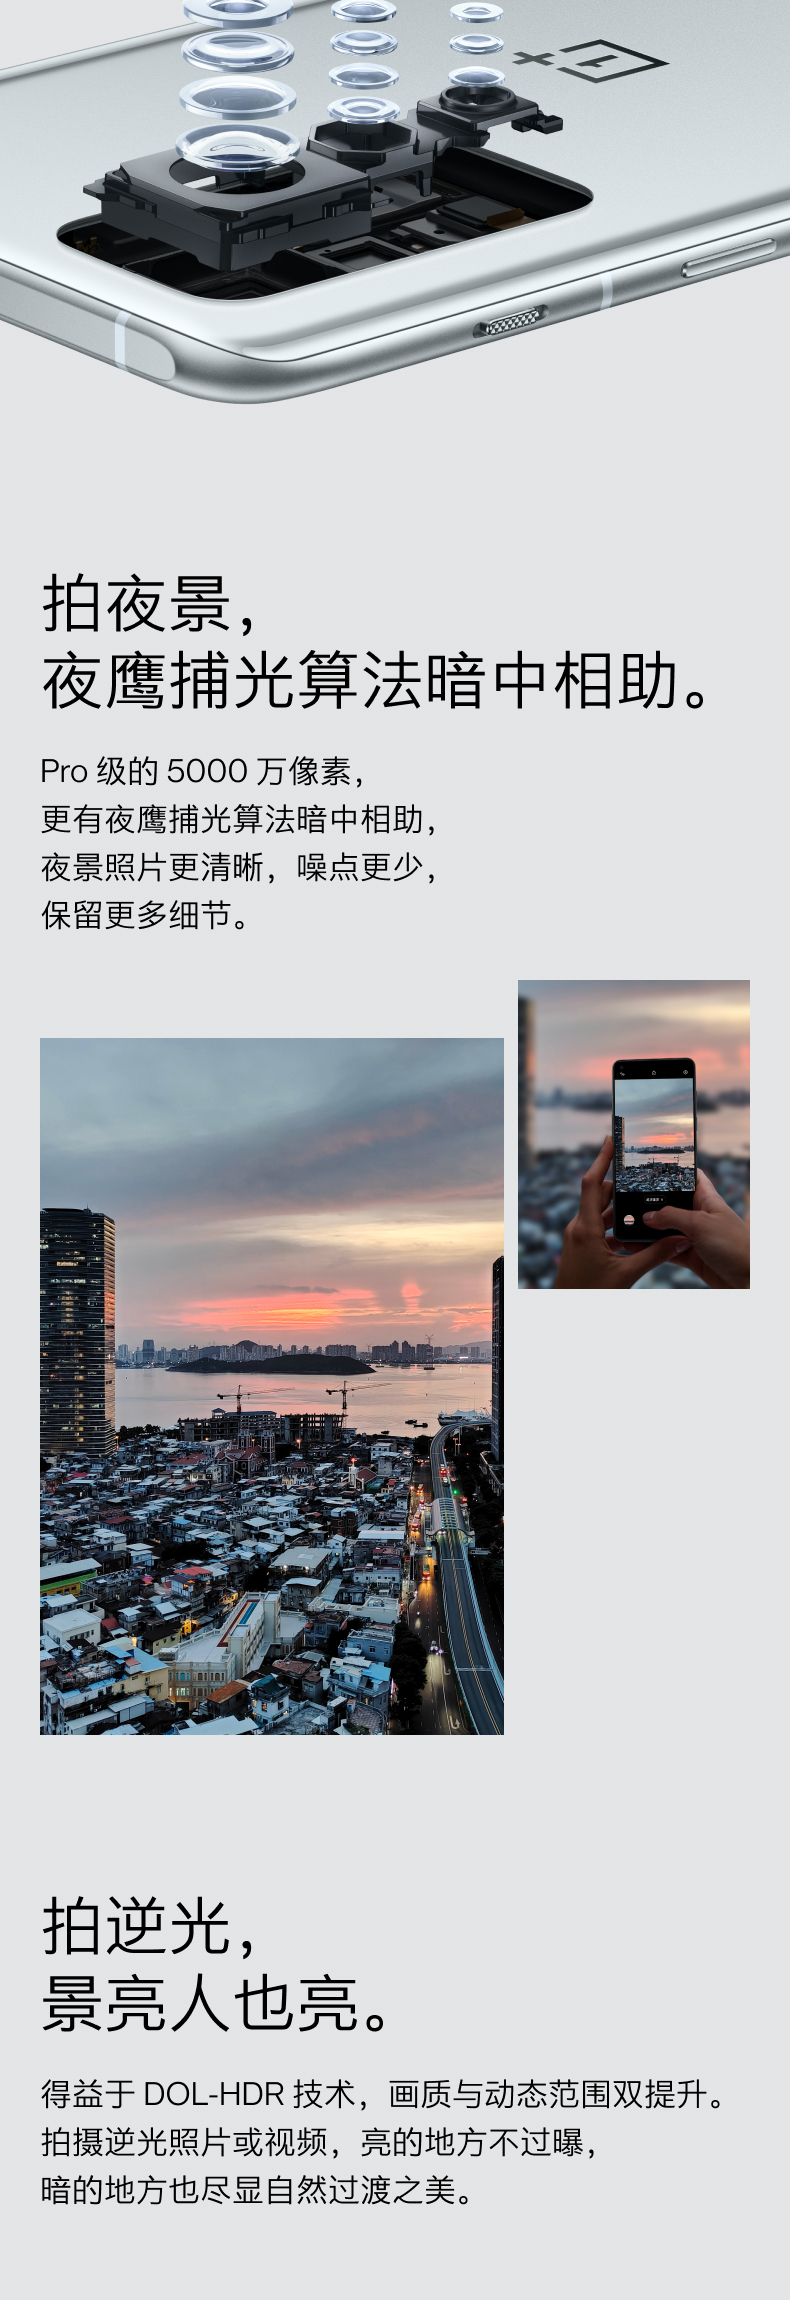 拍夜景，
夜鹰捕光算法暗中相助。
Pro 级的 5000 万像素，
更有夜鹰捕光算法暗中相助，
夜景照片更清晰，噪点更少，
保留更多细节。
拍逆光，
景亮人也亮。
得益于 DOL-HDR 技术，画质与动态范围双提升。
拍摄逆光照片或视频，亮的地方不过曝，
暗的地方也尽显自然过渡之美。